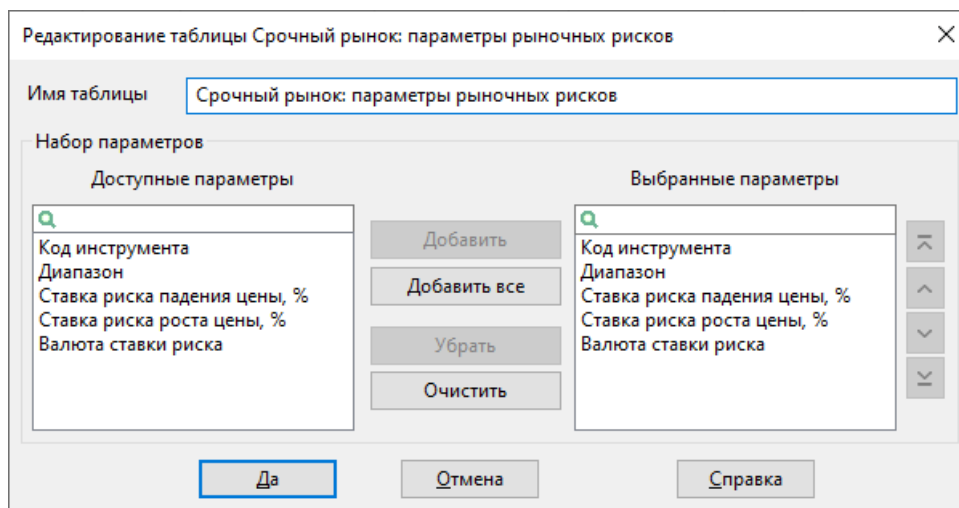 Редактирование таблицы Срочный рынок: параметры рыночных рисков
Имя таблицы
Срочный рынок: параметры рыночных рисков
Набор параметров
Доступные параметры
Код инструмента
Диапазон
Ставка риска падения цены, %
Ставка риска роста цены, %
Валюта ставки риска
Добавить
Добавить все
Убрать
Очистить
Выбранные параметры
Код инструмента
Диапазон
Ставка риска падения цены, %
Ставка риска роста цены, %
Валюта ставки риска
Да
Отмена
Справка